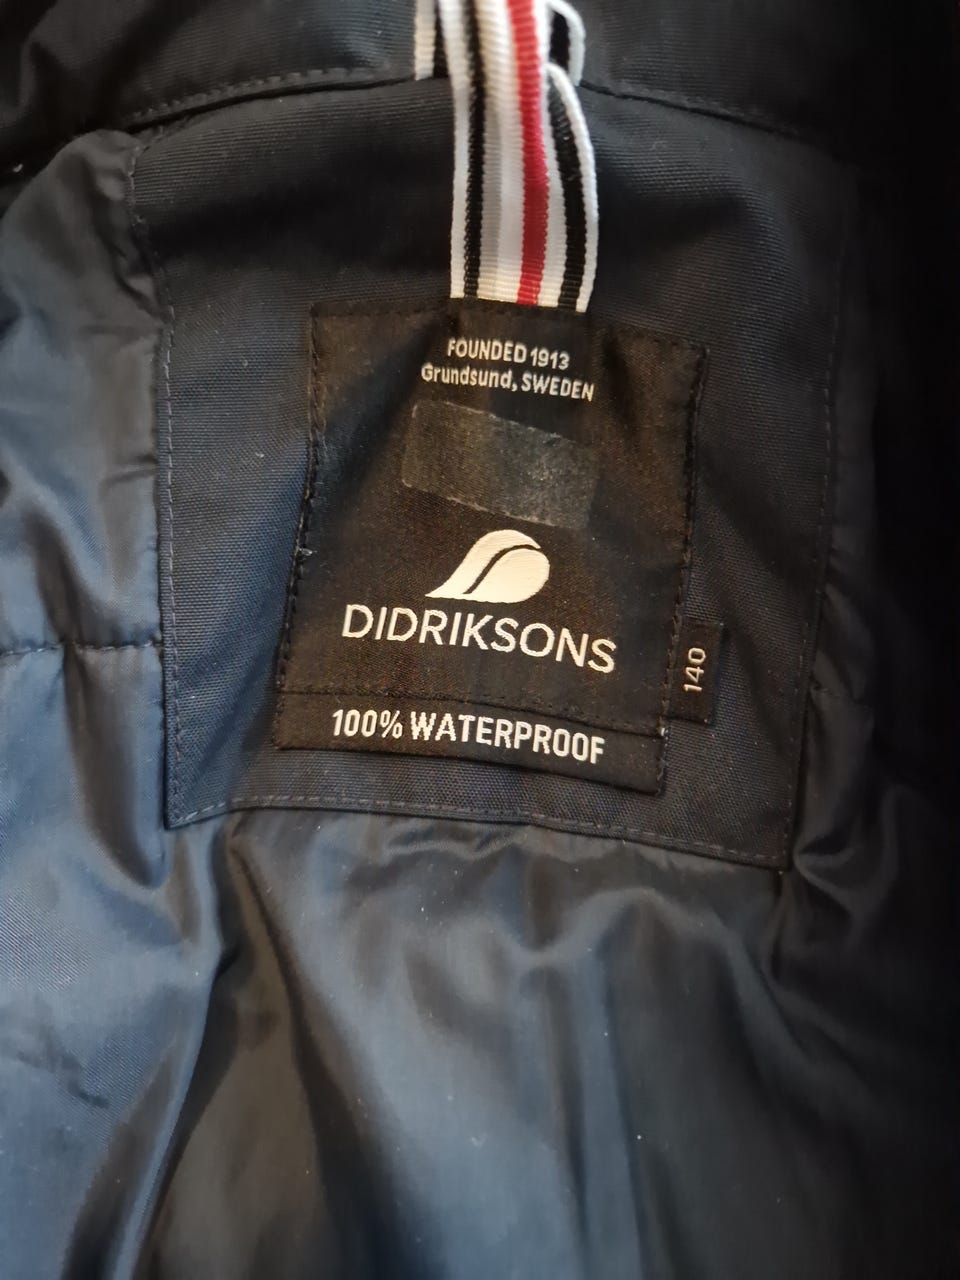 FOUNDED 1913
Grundsund, SWEDEN
DIDRIKSONS
140
100% WATERPROOF